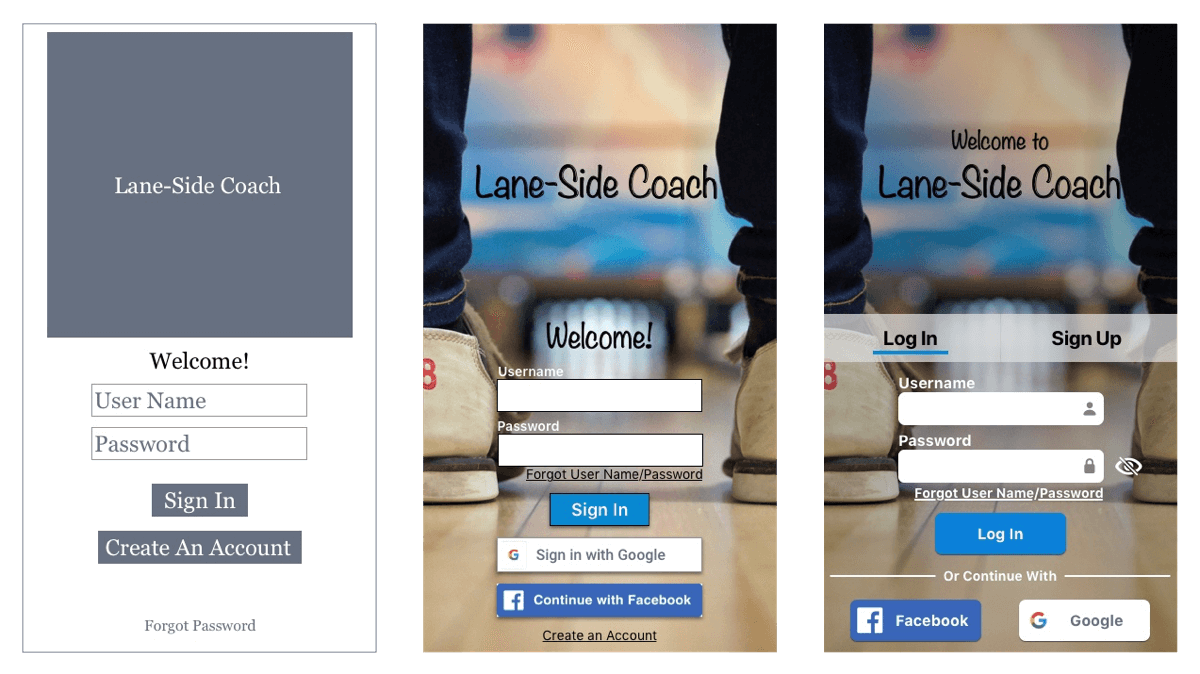 Lane-Side Coach
Welcome!
User Name
Password
Sign In
Create An Account
Forgot Password
Lane-Side Coach
Welcome!
Username
Password
Forgot User Name/Password
Sign In
G Sign in with Google
f Continue with Facebook
Create an Account
8
Welcome to
Lane-Side Coach
Log In
Sign Up
8
Username
Password
Forgot User Name/Password
Log In
Or Continue With
f Facebook
G Google